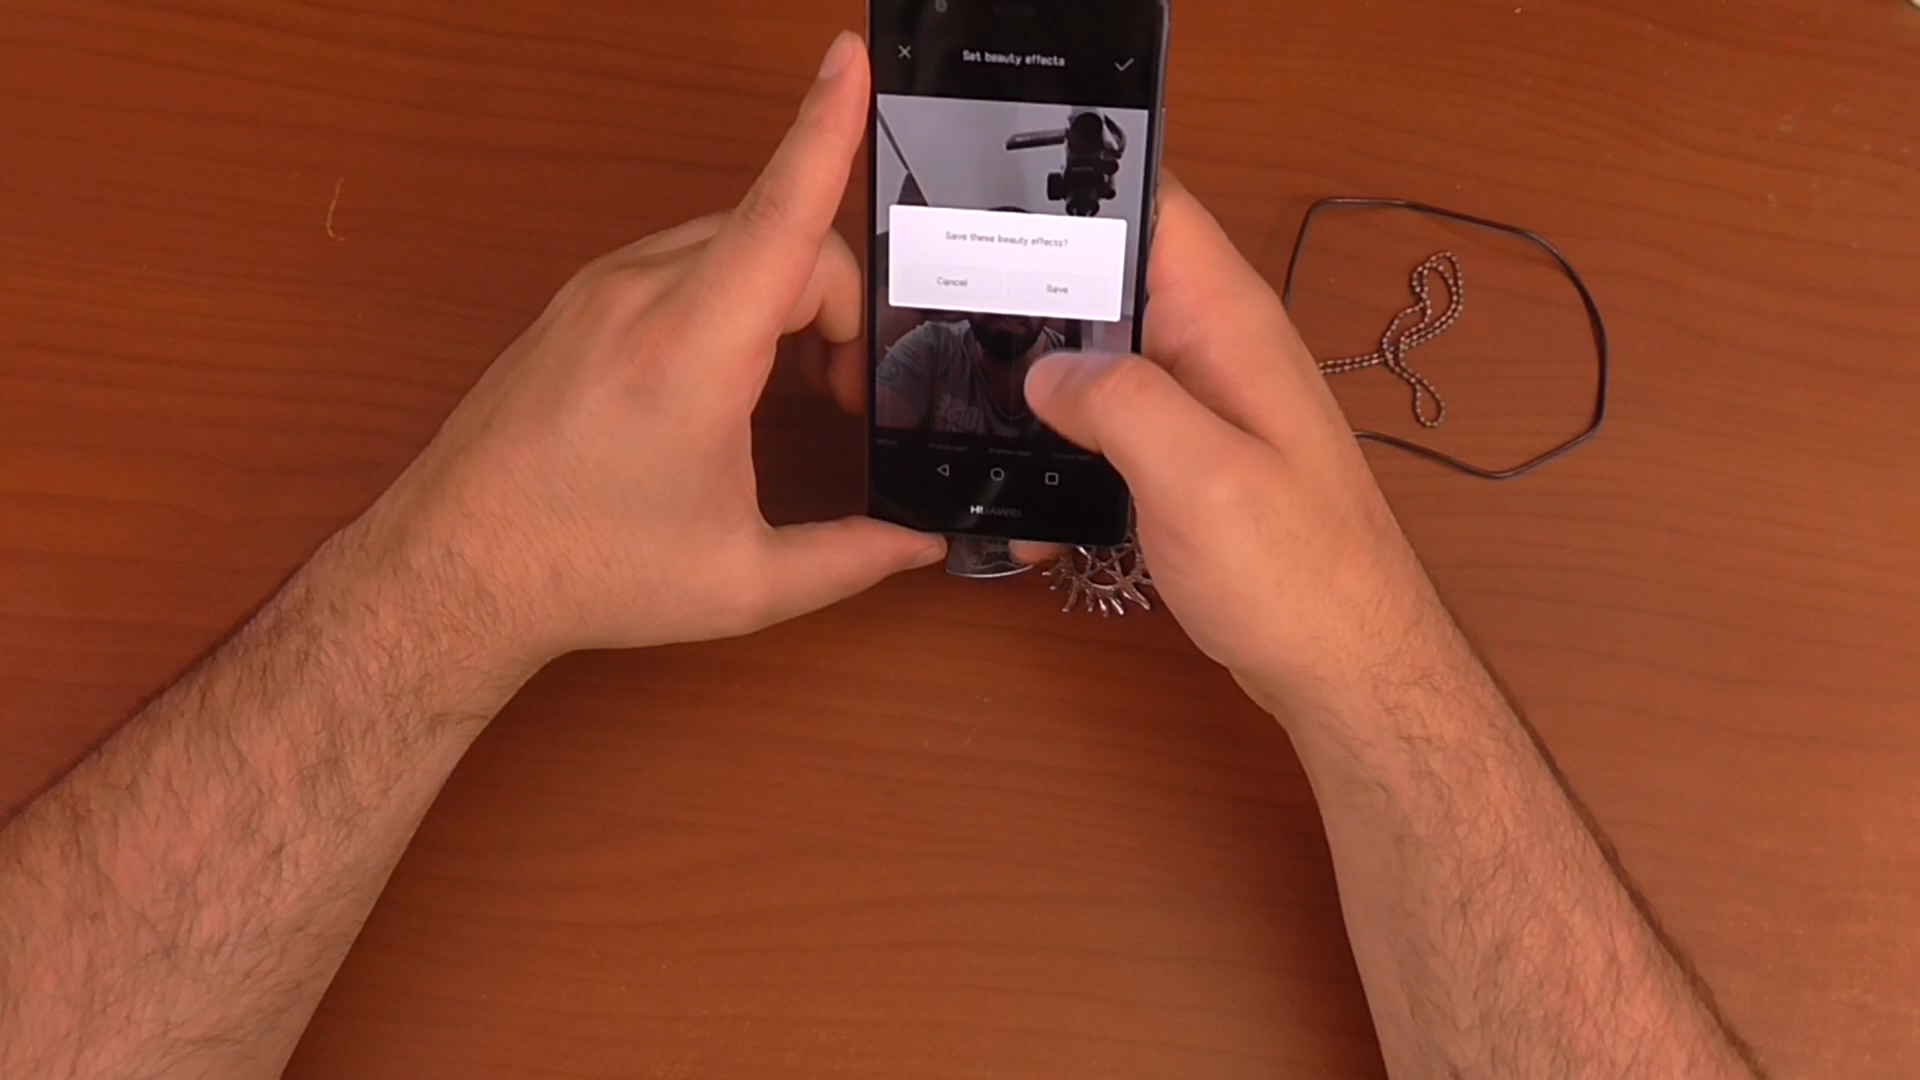 Set beauty effects
Save these beauty effects?
Cancel
Save
HUAWEI